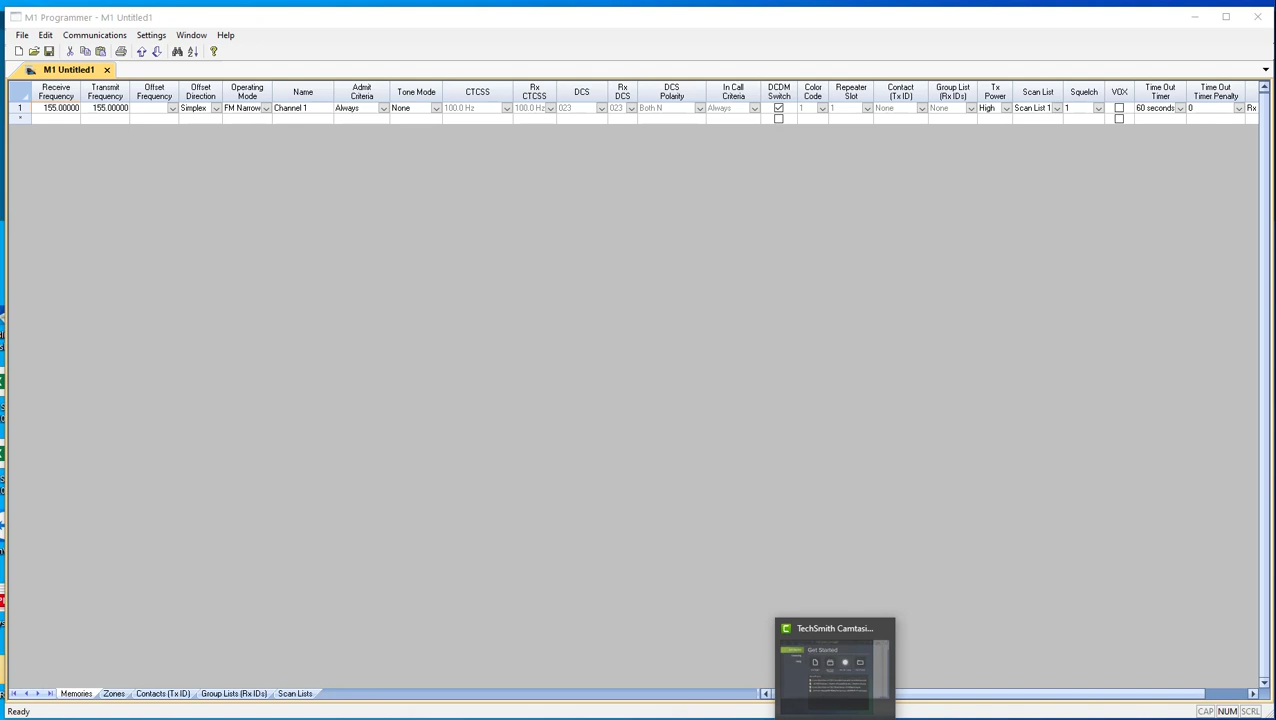 M1 Programmer - M1 Untitled1
File Edit Communications Settings Window Help
M1 Untitled1
Receive Frequency Transmit Frequency Offset Frequency Offset Direction Operating Mode Name Admit Criteria Tone Mode CTCSS Rx CTCSS DCS Rx DCS DCS Polarity In Call Criteria DCDM Switch Color Code Repeater Slot Contact (Tx ID) Group List (Rx IDs) Tx Power Scan List Squelch VOX Time Out Timer Time Out Timer Penalty
1 155.00000 155.00000 Simplex FM Narrow Channel 1 Always None 100.0 Hz 100.0 Hz 023 023 Both N Always 1 1 None None High Scan List 1 1 60 seconds 0 Rx
*
TechSmith Camtasi...
Get Started
Memories Zones Contacts (Tx ID) Group Lists (Rx IDs) Scan Lists
Ready CAP NUM SCRL